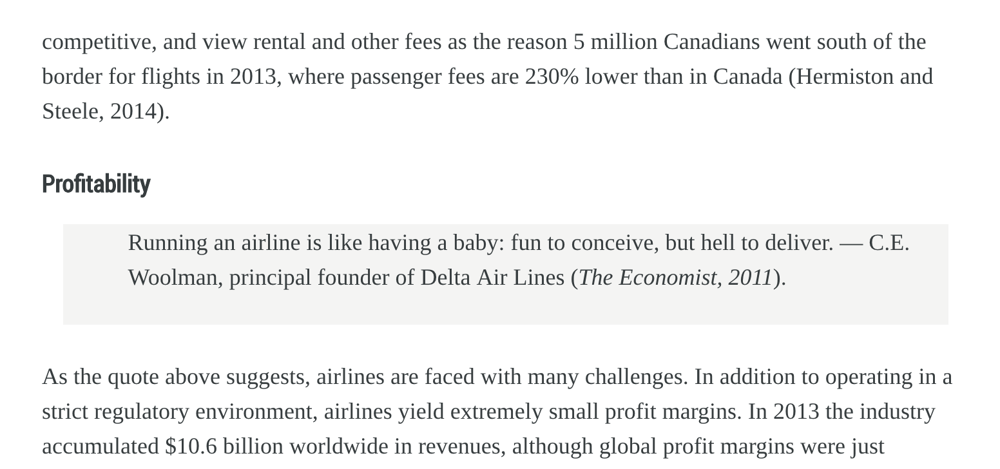 competitive, and view rental and other fees as the reason 5 million Canadians went south of the
border for flights in 2013, where passenger fees are 230% lower than in Canada (Hermiston and
Steele, 2014).
Profitability
Running an airline is like having a baby: fun to conceive, but hell to deliver. — C.E.
Woolman, principal founder of Delta Air Lines (The Economist, 2011).
As the quote above suggests, airlines are faced with many challenges. In addition to operating in a
strict regulatory environment, airlines yield extremely small profit margins. In 2013 the industry
accumulated $10.6 billion worldwide in revenues, although global profit margins were just